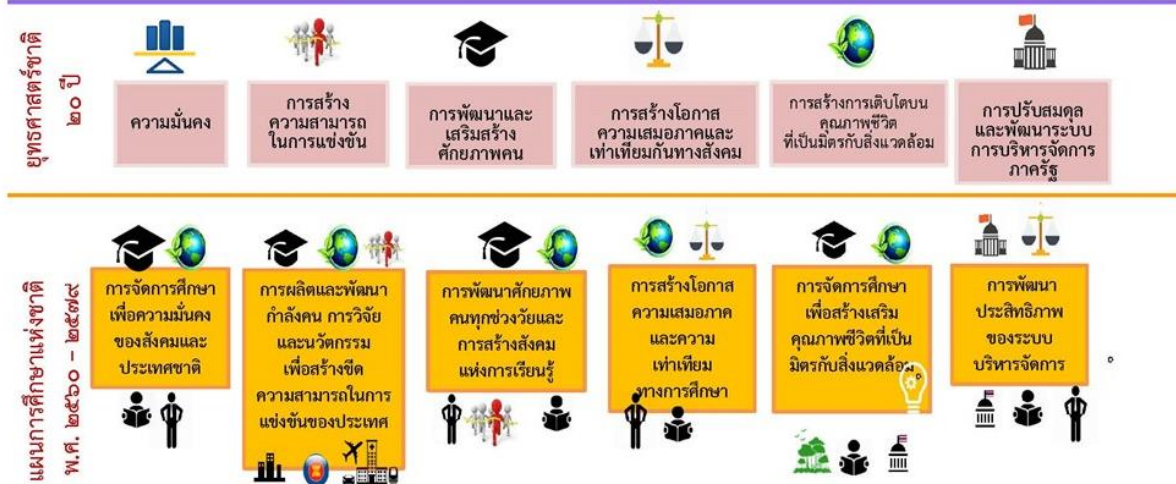 ยุทธศาสตร์ชาติ
๒๐ ปี
ความมั่นคง
การสร้าง
ความสามารถ
ในการแข่งขัน
การพัฒนาและ
เสริมสร้าง
ศักยภาพคน
การสร้างโอกาส
ความเสมอภาคและ
เท่าเทียมกันทางสังคม
การสร้างการเติบโตบน
คุณภาพชีวิต
ที่เป็นมิตรกับสิ่งแวดล้อม
การปรับสมดุล
และพัฒนาระบบ
การบริหารจัดการ
ภาครัฐ
แผนการศึกษาแห่งชาติ
พ.ศ. ๒๕๖๐ - ๒๕๗๙
การจัดการศึกษา
เพื่อความมั่นคง
ของสังคมและ
ประเทศชาติ
การผลิตและพัฒนา
กำลังคน การวิจัย
และนวัตกรรม
เพื่อสร้างขีด
ความสามารถในการ
แข่งขันของประเทศ
การพัฒนาศักยภาพ
คนทุกช่วงวัยและ
การสร้างสังคม
แห่งการเรียนรู้
การสร้างโอกาส
ความเสมอภาค
และความ
เท่าเทียม
ทางการศึกษา
การจัดการศึกษา
เพื่อสร้างเสริม
คุณภาพชีวิตที่เป็น
มิตรกับสิ่งแวดล้อม
การพัฒนา
ประสิทธิภาพ
ของระบบ
บริหารจัดการ